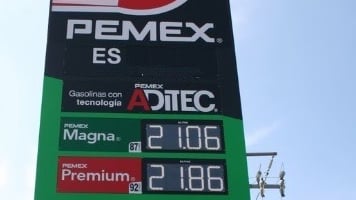 PEMEX®
ES
Gasolinas con
tecnología
PEMEX
ADITEC®
PEMEX
Magna® 87 21.06
PEMEX
Premium® 92 21.86